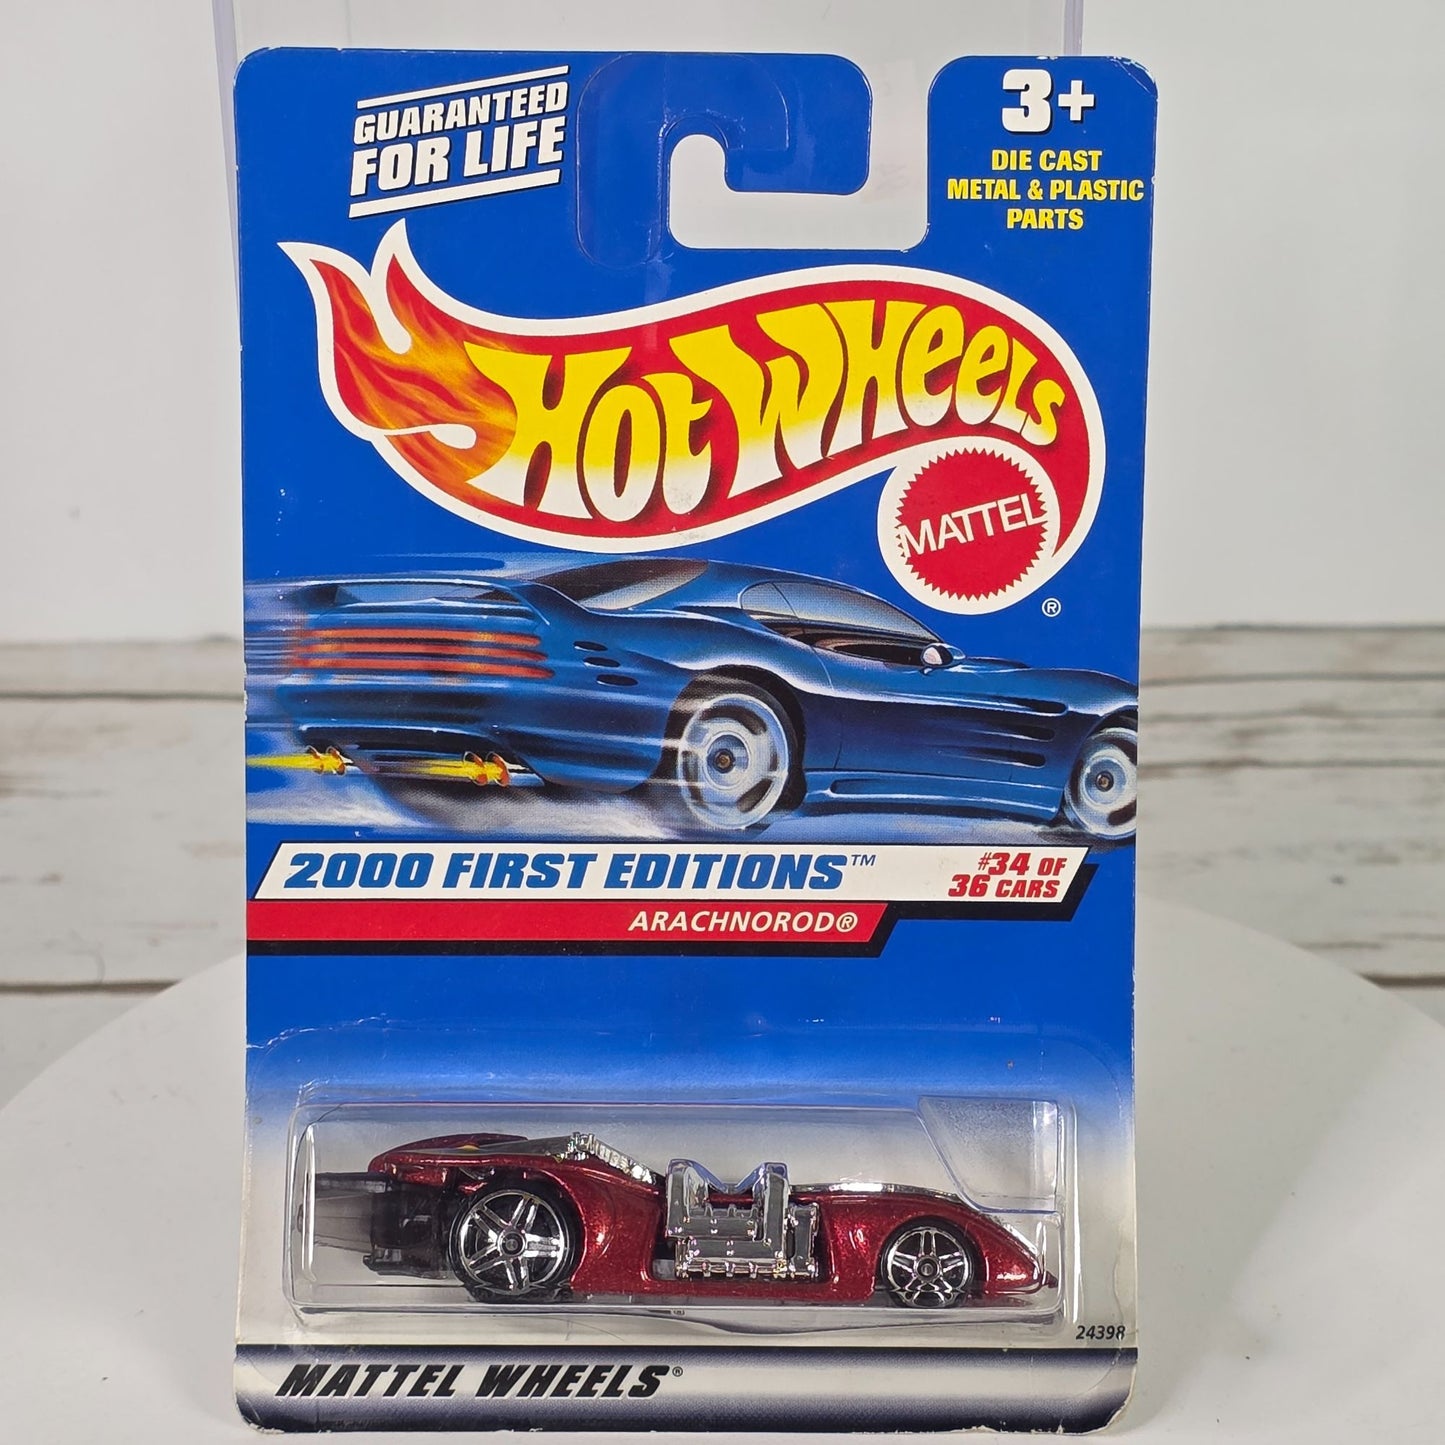 GUARANTEED
FOR LIFE
3+
DIE CAST
METAL & PLASTIC
PARTS
HOT WHEELS
MATTEL
®
2000 FIRST EDITIONS™
#34 OF
36 CARS
ARACHNOROD®
24398
MATTEL WHEELS®